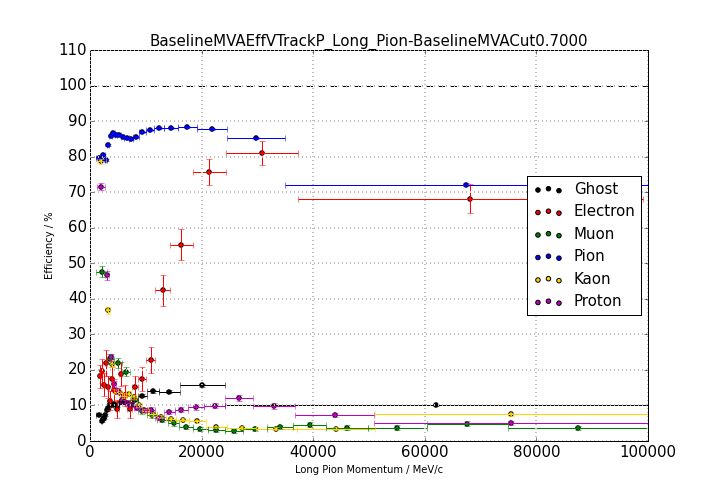 BaselineMVAEffVTrackP_Long_Pion-BaselineMVACut0.7000
110
100
90
80
70
60
50
40
30
20
10
0
Efficiency / %
Ghost
Electron
Muon
Pion
Kaon
Proton
0 20000 40000 60000 80000 100000
Long Pion Momentum / MeV/c